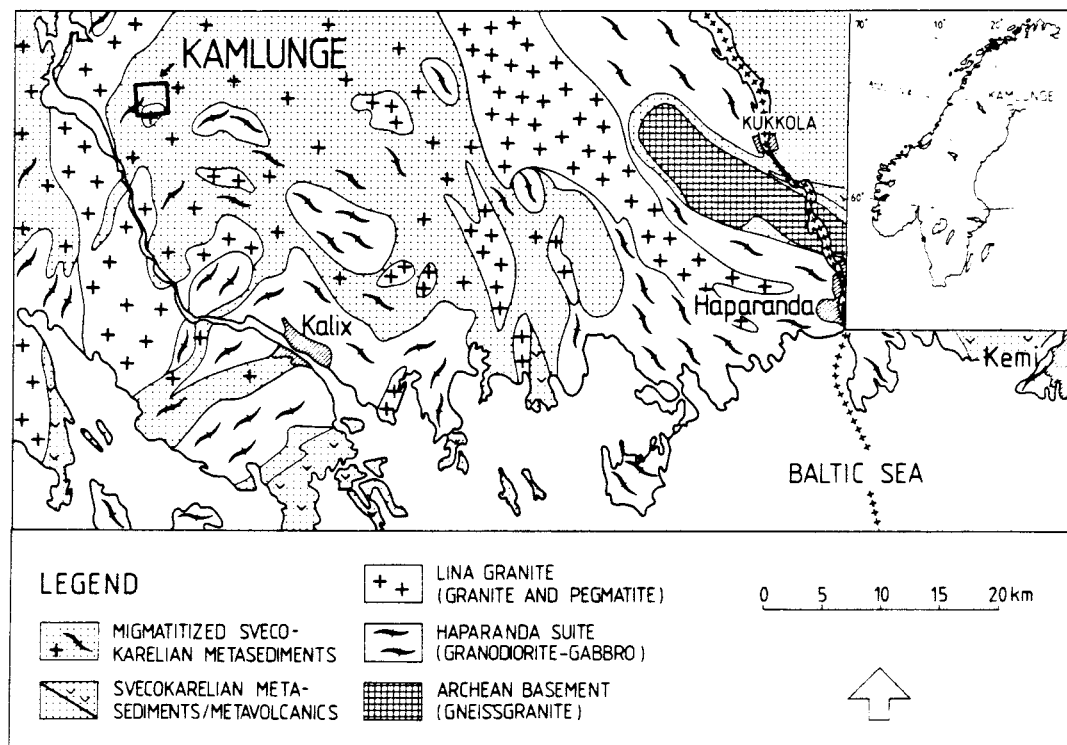 KAMLUNGE
KUKKOLA
Kalix
Haparanda
Kemi
BALTIC SEA
70°
10°
20°
KAMLUNGE
60°
LEGEND
MIGMATITIZED SVECO-
KARELIAN METASEDIMENTS
SVECOKARELIAN META-
SEDIMENTS/METAVOLCANICS
LINA GRANITE
(GRANITE AND PEGMATITE)
HAPARANDA SUITE
(GRANODIORITE-GABBRO)
ARCHEAN BASEMENT
(GNEISSGRANITE)
0 5 10 15 20 km